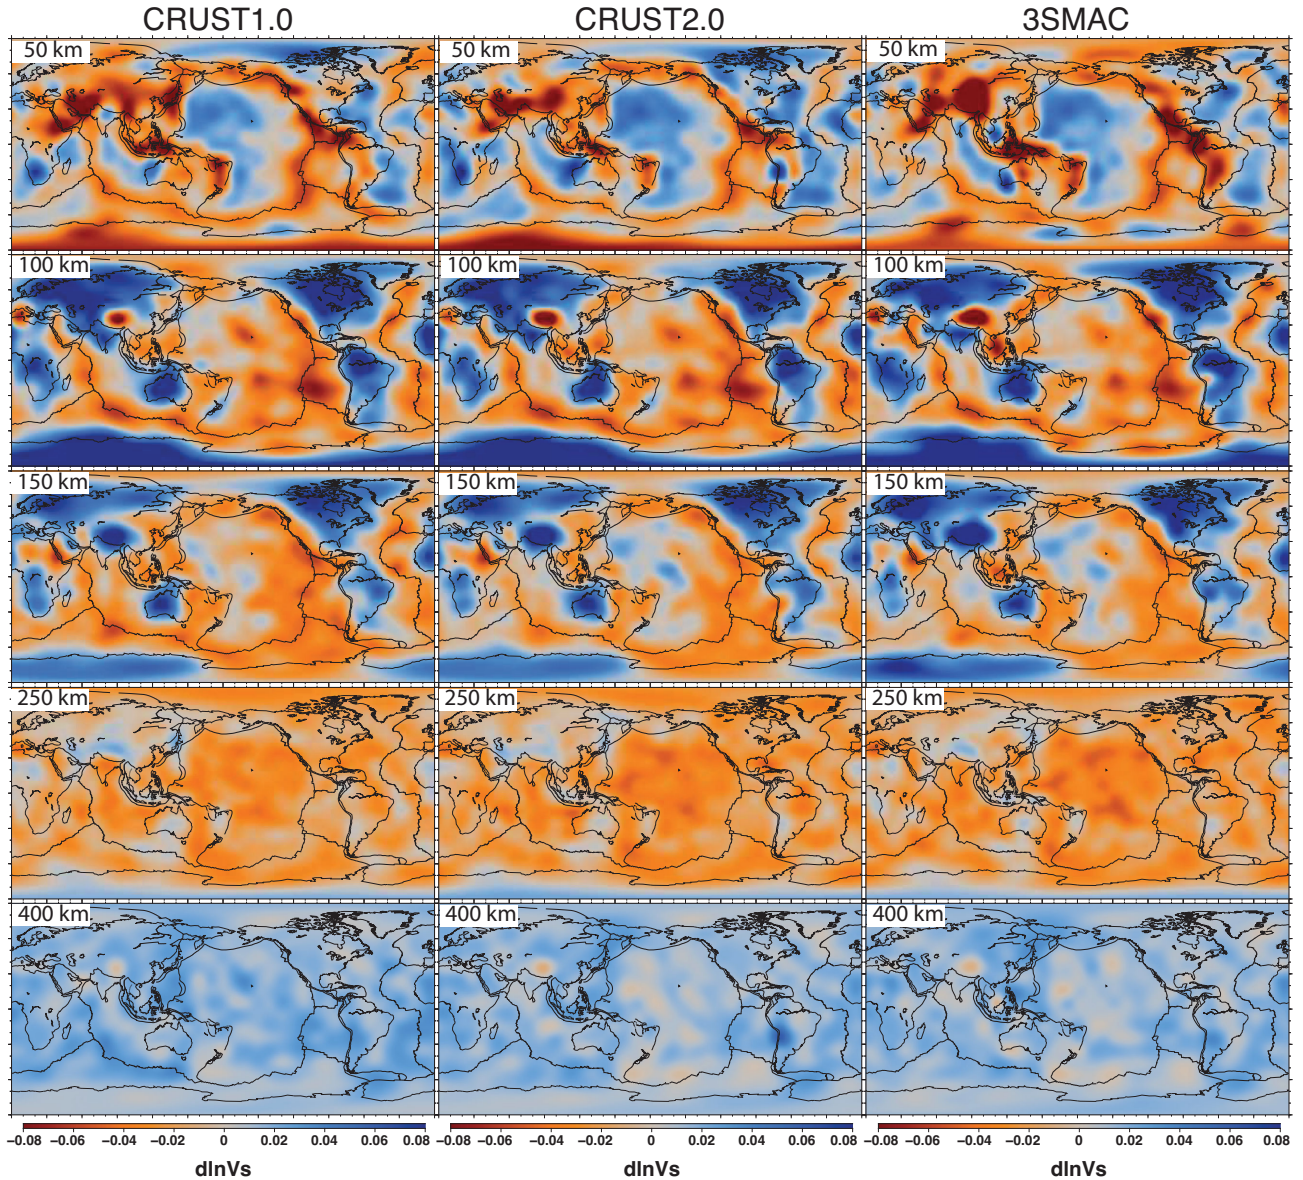 CRUST1.0 CRUST2.0 3SMAC
50 km 50 km 50 km
100 km 100 km 100 km
150 km 150 km 150 km
250 km 250 km 250 km
400 km 400 km 400 km
−0.08 −0.06 −0.04 −0.02 0 0.02 0.04 0.06 0.08 −0.08 −0.06 −0.04 −0.02 0 0.02 0.04 0.06 0.08 −0.08 −0.06 −0.04 −0.02 0 0.02 0.04 0.06 0.08
dlnVs dlnVs dlnVs